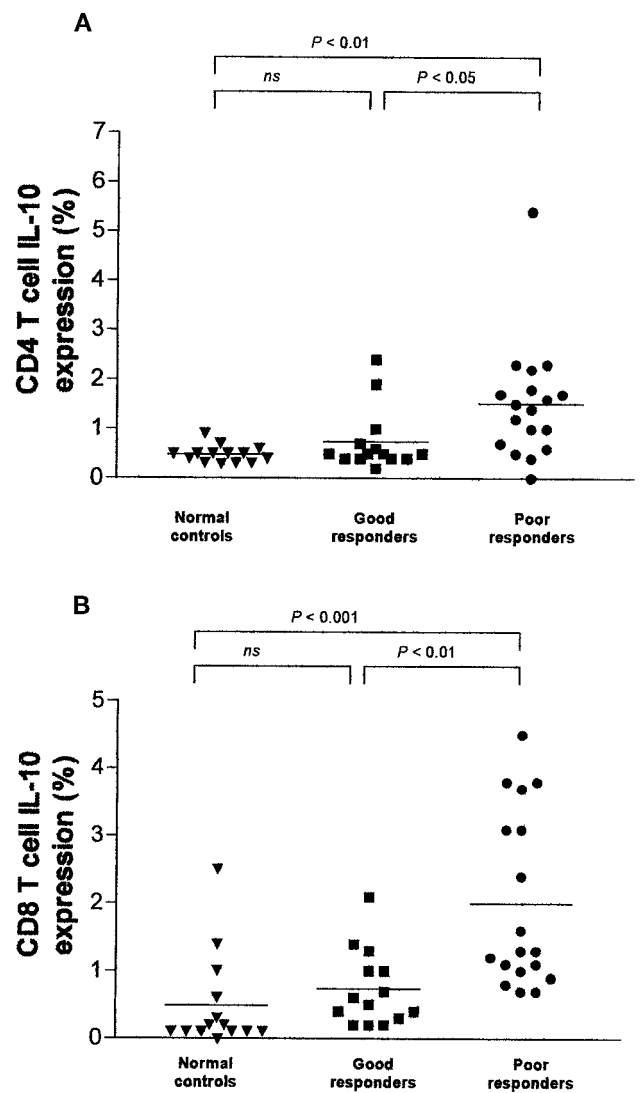 A
P < 0.01
ns
P < 0.05
CD4 T cell IL-10
expression (%)
7
6
5
4
3
2
1
0
Normal
controls
Good
responders
Poor
responders
B
P < 0.001
ns
P < 0.01
CD8 T cell IL-10
expression (%)
5
4
3
2
1
0
Normal
controls
Good
responders
Poor
responders